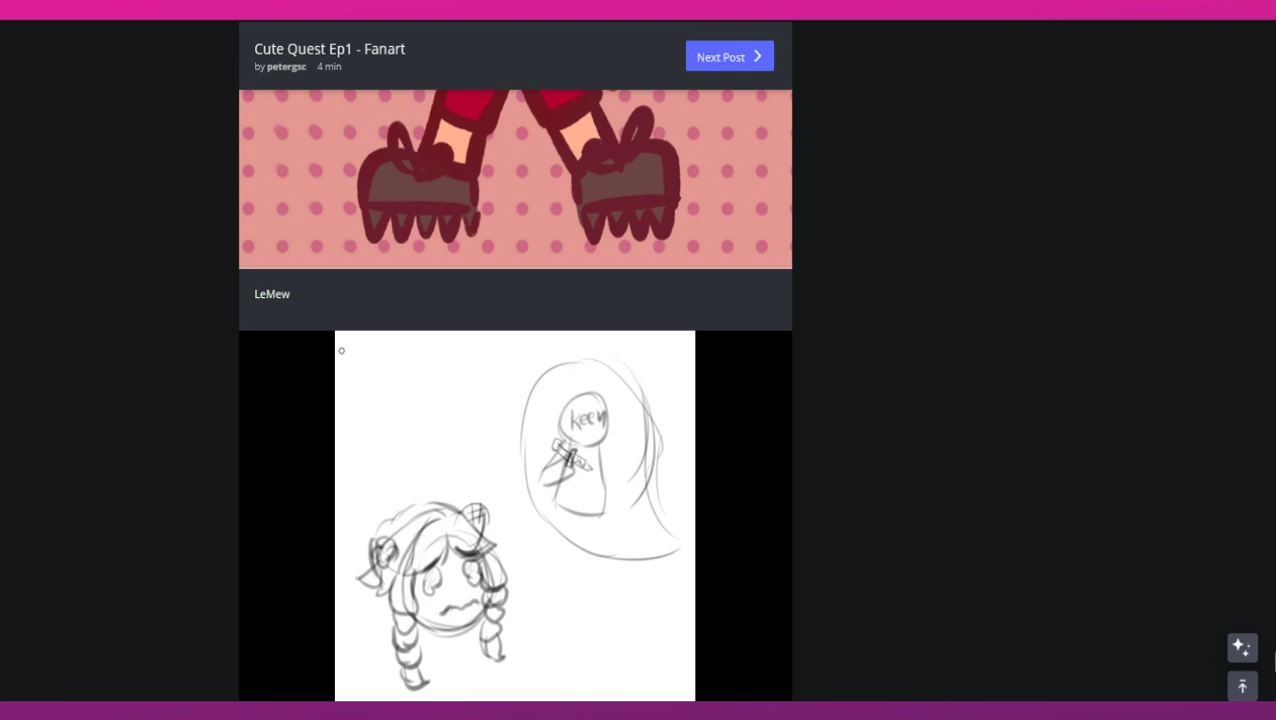 Cute Quest Ep1 - Fanart
by petergsc 4 min
Next Post
LeMew
keen